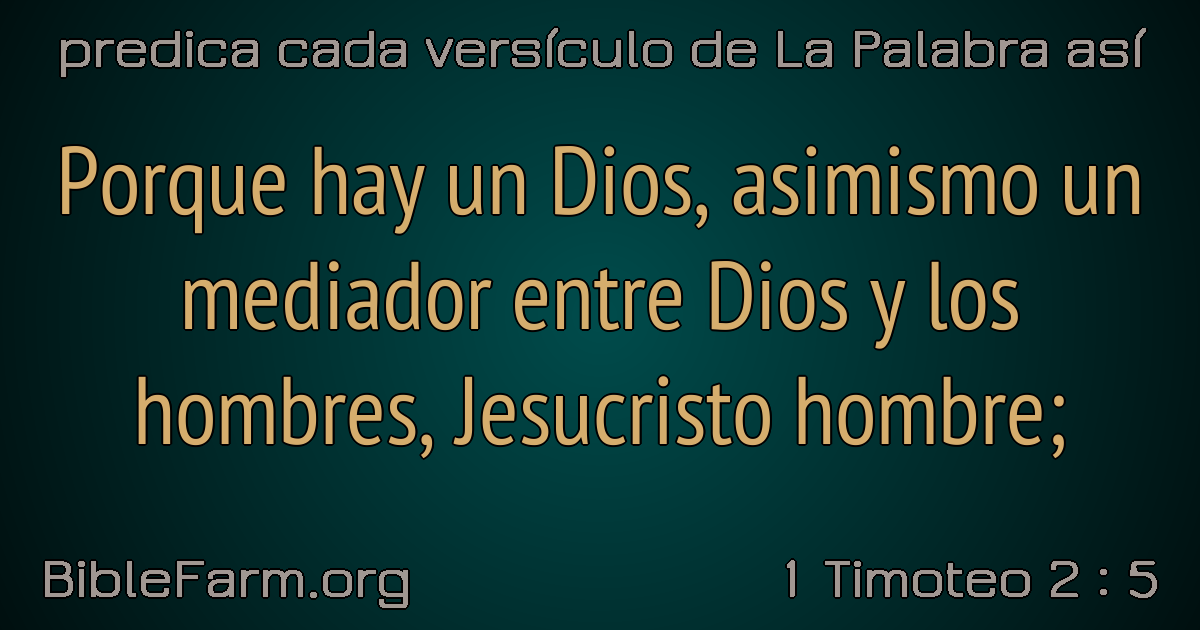 predica cada versículo de La Palabra así
Porque hay un Dios, asimismo un
mediador entre Dios y los
hombres, Jesucristo hombre;
BibleFarm.org
1 Timoteo 2 : 5